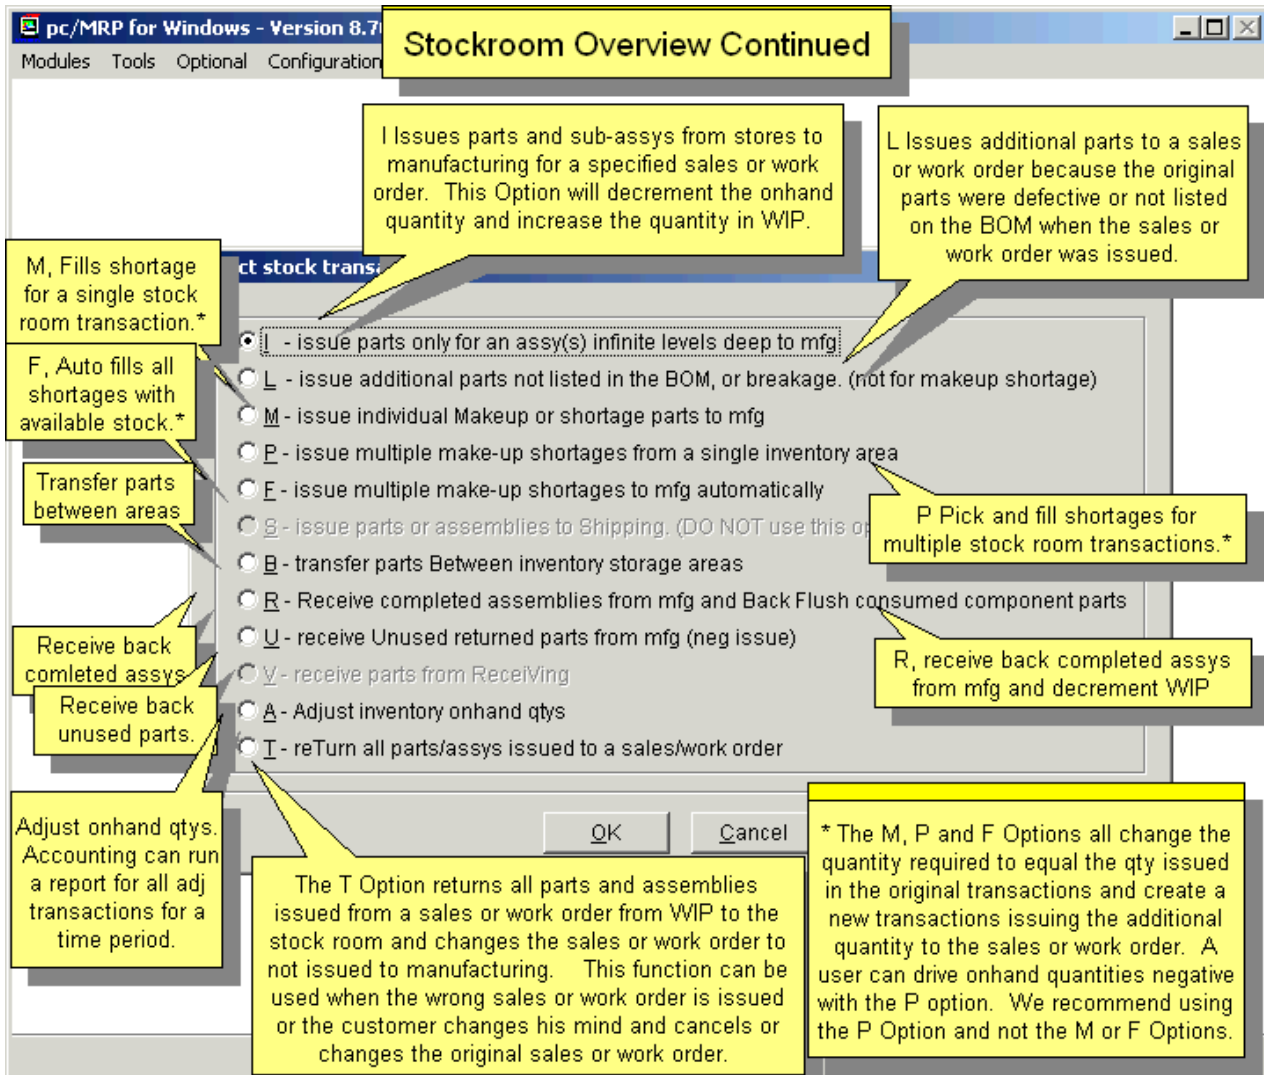 pc/MRP for Windows - Version 8.7
Stockroom Overview Continued
Modules Tools Optional Configuration
I Issues parts and sub-assys from stores to
manufacturing for a specified sales or work
order. This Option will decrement the onhand
quantity and increase the quantity in WIP.
L Issues additional parts to a sales
or work order because the original
parts were defective or not listed
on the BOM when the sales or
work order was issued.
M, Fills shortage
for a single stock
room transaction.*
F, Auto fills all
shortages with
available stock.*
Transfer parts
between areas
Receive back
comleted assys
Receive back
unused parts.
Adjust onhand qtys.
Accounting can run
a report for all adj
transactions for a
time period.
ct stock transa
I - issue parts only for an assy(s) infinite levels deep to mfg
L - issue additional parts not listed in the BOM, or breakage. (not for makeup shortage)
M - issue individual Makeup or shortage parts to mfg
P - issue multiple make-up shortages from a single inventory area
F - issue multiple make-up shortages to mfg automatically
S - issue parts or assemblies to Shipping. (DO NOT use this op
B - transfer parts Between inventory storage areas
R - Receive completed assemblies from mfg and Back Flush consumed component parts
U - receive Unused returned parts from mfg (neg issue)
V - receive parts from ReceiVing
A - Adjust inventory onhand qtys
T - reTurn all parts/assys issued to a sales/work order
P Pick and fill shortages for
multiple stock room transactions.*
R, receive back completed assys
from mfg and decrement WIP
OK Cancel
The T Option returns all parts and assemblies
issued from a sales or work order from WIP to the
stock room and changes the sales or work order to
not issued to manufacturing. This function can be
used when the wrong sales or work order is issued
or the customer changes his mind and cancels or
changes the original sales or work order.
* The M, P and F Options all change the
quantity required to equal the qty issued
in the original transactions and create a
new transactions issuing the additional
quantity to the sales or work order. A
user can drive onhand quantities negative
with the P option. We recommend using
the P Option and not the M or F Options.